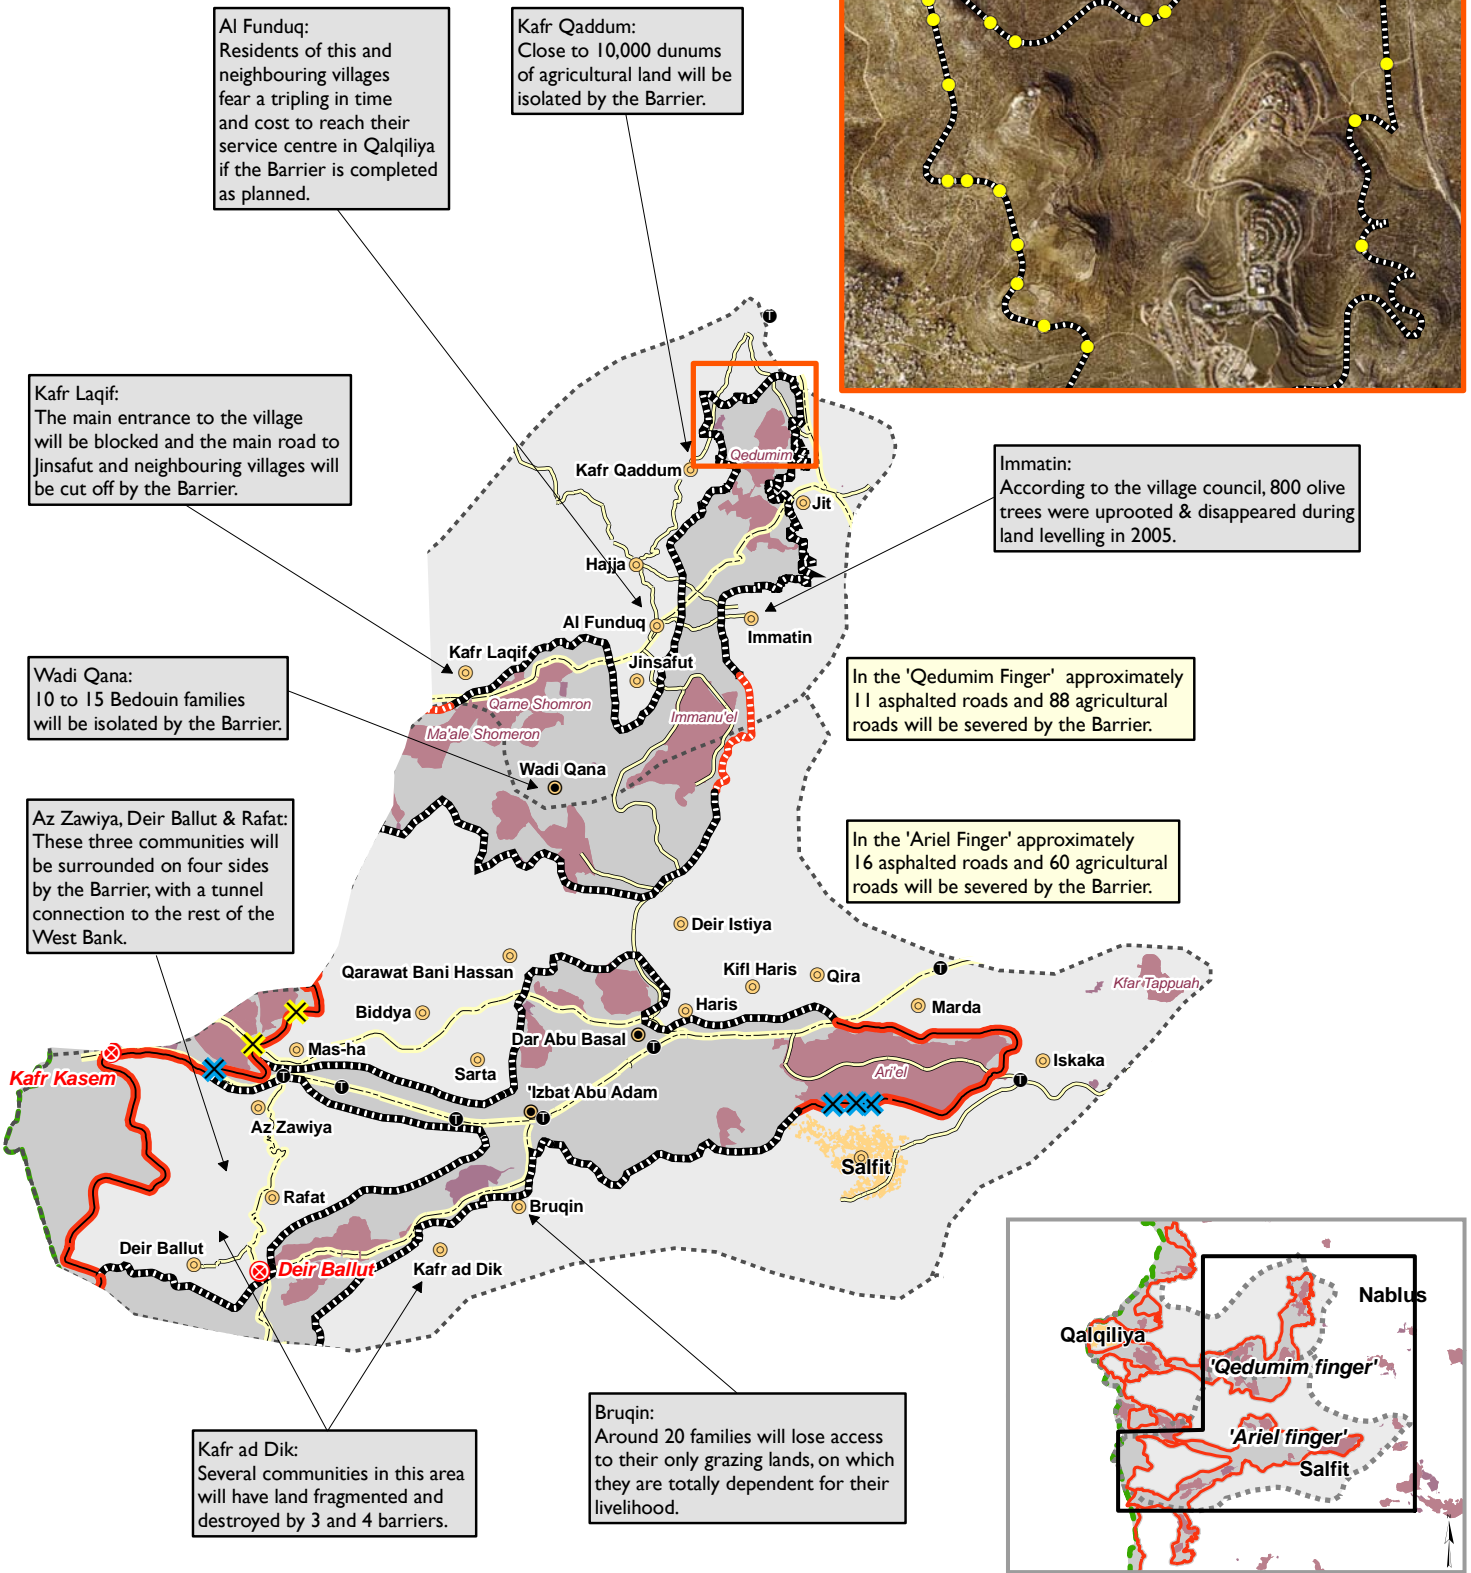 Al Funduq:
Residents of this and
neighbouring villages
fear a tripling in time
and cost to reach their
service centre in Qalqiliya
if the Barrier is completed
as planned.
Kafr Qaddum:
Close to 10,000 dunums
of agricultural land will be
isolated by the Barrier.
Kafr Laqif:
The main entrance to the village
will be blocked and the main road to
Jinsafut and neighbouring villages will
be cut off by the Barrier.
Immatin:
According to the village council, 800 olive
trees were uprooted & disappeared during
land levelling in 2005.
Wadi Qana:
10 to 15 Bedouin families
will be isolated by the Barrier.
In the 'Qedumim Finger' approximately
11 asphalted roads and 88 agricultural
roads will be severed by the Barrier.
Az Zawiya, Deir Ballut & Rafat:
These three communities will
be surrounded on four sides
by the Barrier, with a tunnel
connection to the rest of the
West Bank.
In the 'Ariel Finger' approximately
16 asphalted roads and 60 agricultural
roads will be severed by the Barrier.
T
Qedumim
Kafr Qaddum
Jit
Hajja
Al Funduq
Immatin
Kafr Laqif
Jinsafut
Qarne Shomron
Immanu'el
Ma'ale Shomeron
Wadi Qana
Deir Istiya
Qarawat Bani Hassan
Kifl Haris
Qira
T
Kfar Tappuah
Biddya
Haris
Marda
Dar Abu Basal
T
Mas-ha
Iskaka
Kafr Kasem
Sarta
Ari'el
T
T
T
'Izbat Abu Adam
T
T
Az Zawiya
Salfit
Rafat
Bruqin
Deir Ballut
Deir Ballut
Kafr ad Dik
Kafr ad Dik:
Several communities in this area
will have land fragmented and
destroyed by 3 and 4 barriers.
Bruqin:
Around 20 families will lose access
to their only grazing lands, on which
they are totally dependent for their
livelihood.
Nablus
Qalqiliya
'Qedumim finger'
'Ariel finger'
Salfit